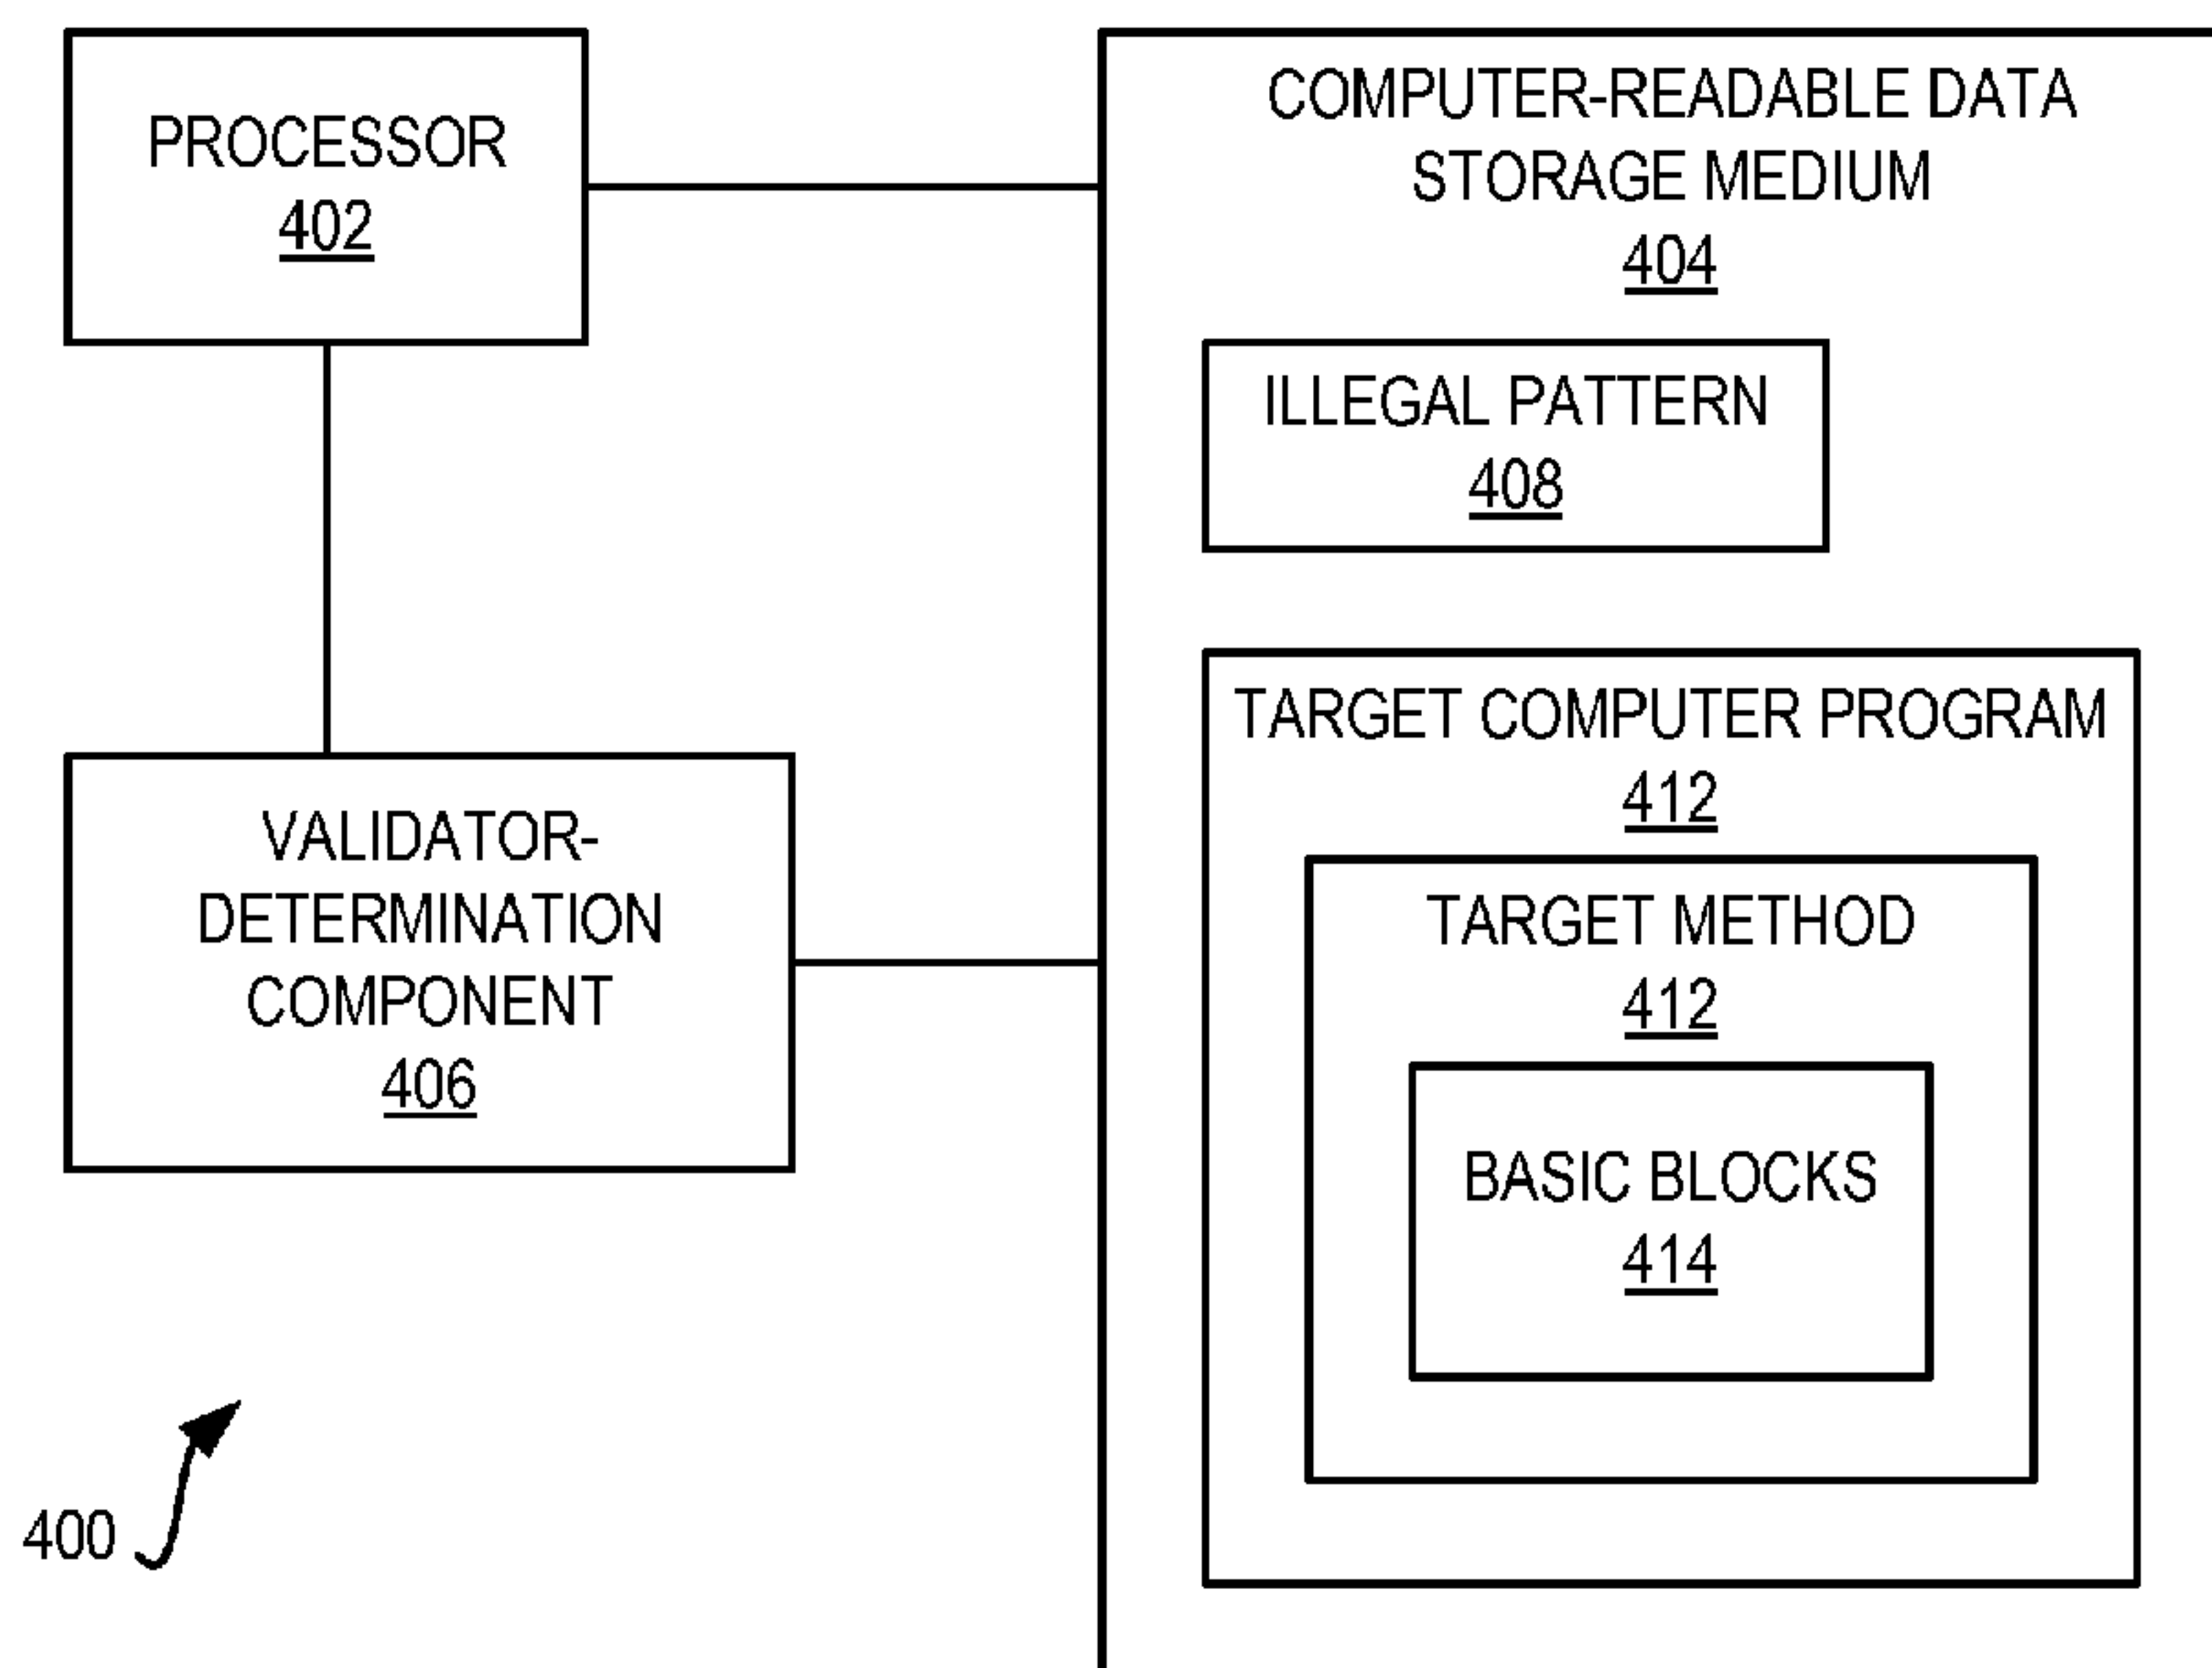 PROCESSOR
402
COMPUTER-READABLE DATA
STORAGE MEDIUM
404
ILLEGAL PATTERN
408
TARGET COMPUTER PROGRAM
412
TARGET METHOD
412
BASIC BLOCKS
414
VALIDATOR-
DETERMINATION
COMPONENT
406
400